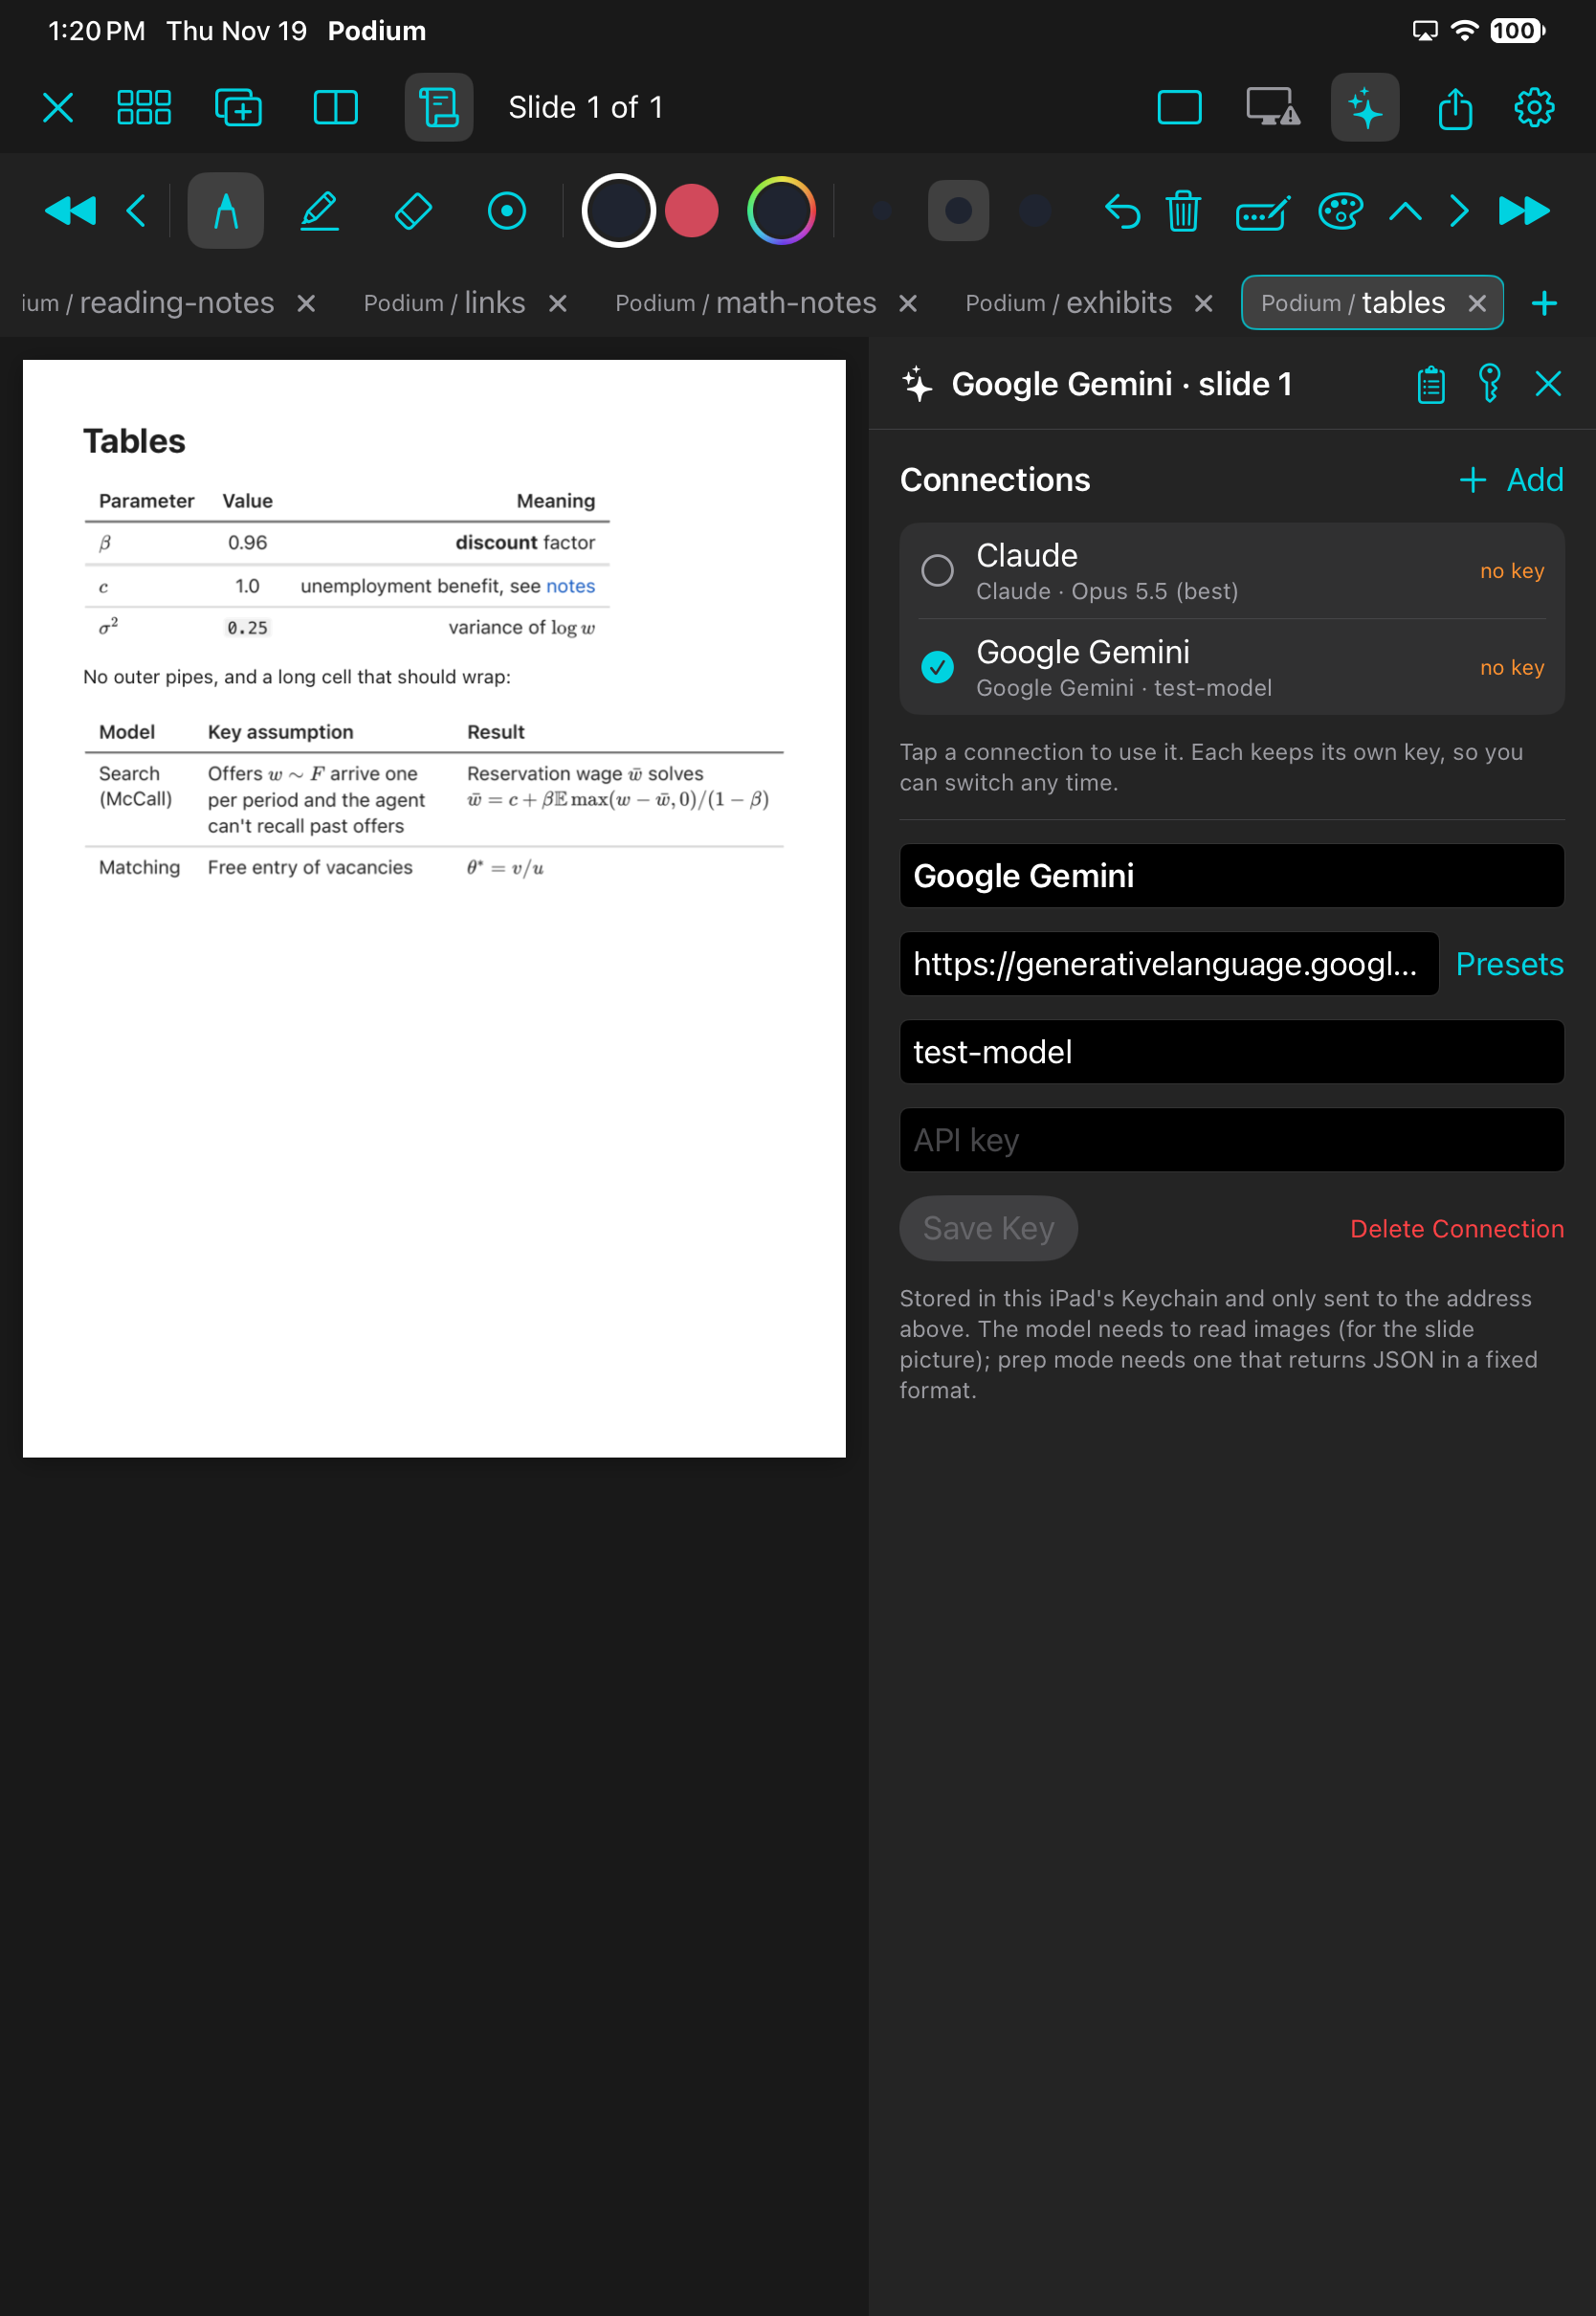 1:20 PM Thu Nov 19 Podium 100
Slide 1 of 1
ium / reading-notes
Podium / links
Podium / math-notes
Podium / exhibits
Podium / tables
Tables
Parameter Value Meaning
β 0.96 discount factor
c 1.0 unemployment benefit, see notes
σ² 0.25 variance of log w
No outer pipes, and a long cell that should wrap:
Model Key assumption Result
Search Offers w ∼ F arrive one Reservation wage w̄ solves
(McCall) per period and the agent w̄ = c + β𝔼 max(w − w̄, 0)/(1 − β)
can't recall past offers
Matching Free entry of vacancies θ* = v/u
Google Gemini · slide 1
Connections
+ Add
Claude
Claude · Opus 5.5 (best)
no key
Google Gemini
Google Gemini · test-model
no key
Tap a connection to use it. Each keeps its own key, so you
can switch any time.
Google Gemini
https://generativelanguage.googl...
Presets
test-model
API key
Save Key
Delete Connection
Stored in this iPad's Keychain and only sent to the address
above. The model needs to read images (for the slide
picture); prep mode needs one that returns JSON in a fixed
format.